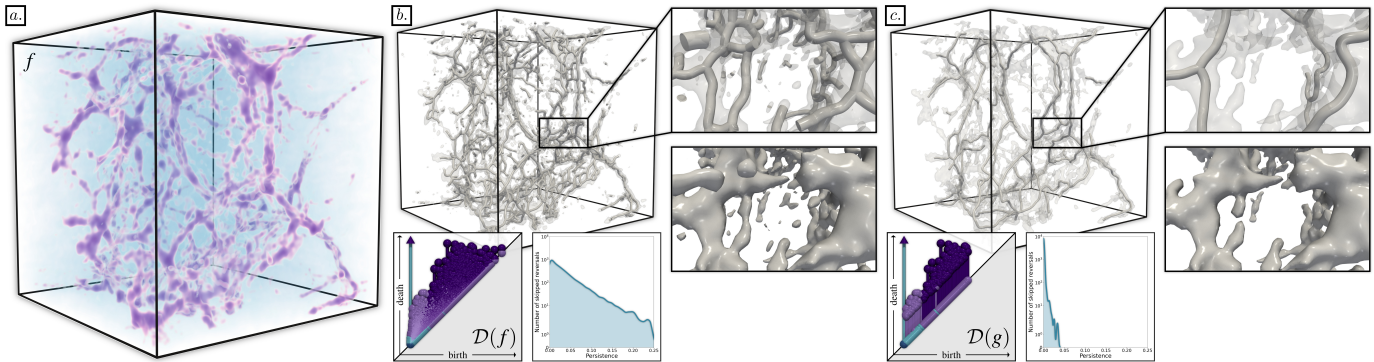 a.
f
b.
death
birth
D(f)
Number of skipped reversals
0.00 0.05 0.10 0.15 0.20 0.25
Persistence
c.
death
birth
D(g)
Number of skipped reversals
0.00 0.05 0.10 0.15 0.20 0.25
Persistence